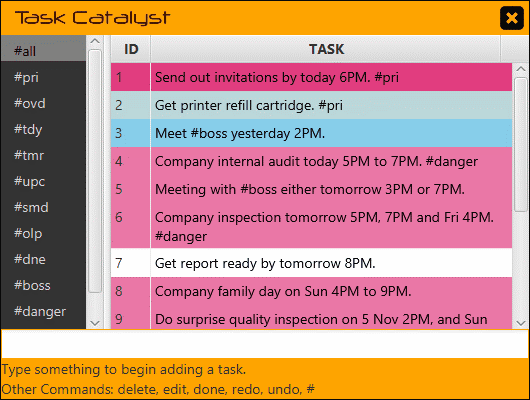 Task Catalyst
#all
#pri
#ovd
#tdy
#tmr
#upc
#smd
#olp
#dne
#boss
#danger
ID TASK
1 Send out invitations by today 6PM. #pri
2 Get printer refill cartridge. #pri
3 Meet #boss yesterday 2PM.
4 Company internal audit today 5PM to 7PM. #danger
5 Meeting with #boss either tomorrow 3PM or 7PM.
6 Company inspection tomorrow 5PM, 7PM and Fri 4PM.
#danger
7 Get report ready by tomorrow 8PM.
8 Company family day on Sun 4PM to 9PM.
9 Do surprise quality inspection on 5 Nov 2PM, and Sun
Type something to begin adding a task.
Other Commands: delete, edit, done, redo, undo, #